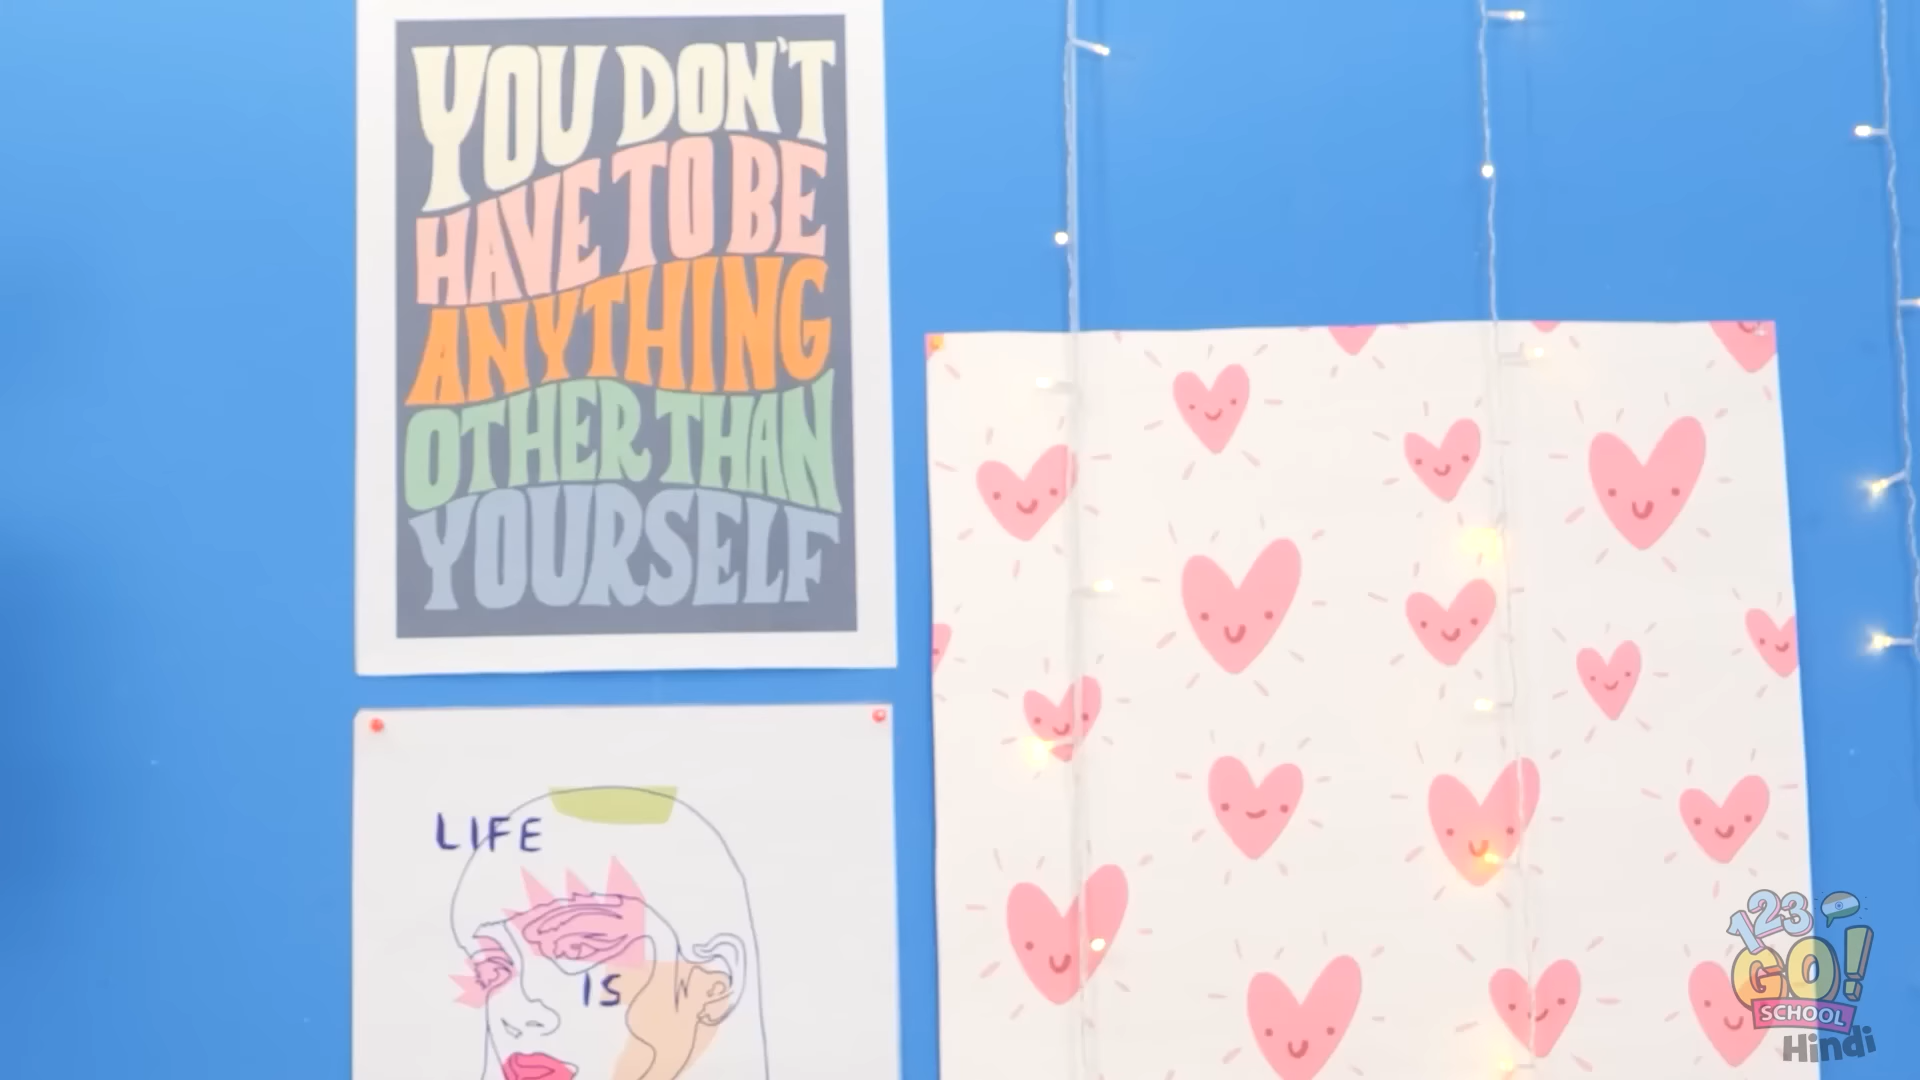 YOU DON'T
HAVE TO BE
ANYTHING
OTHER THAN
YOURSELF
LIFE
IS
123
GO!
SCHOOL
Hindi